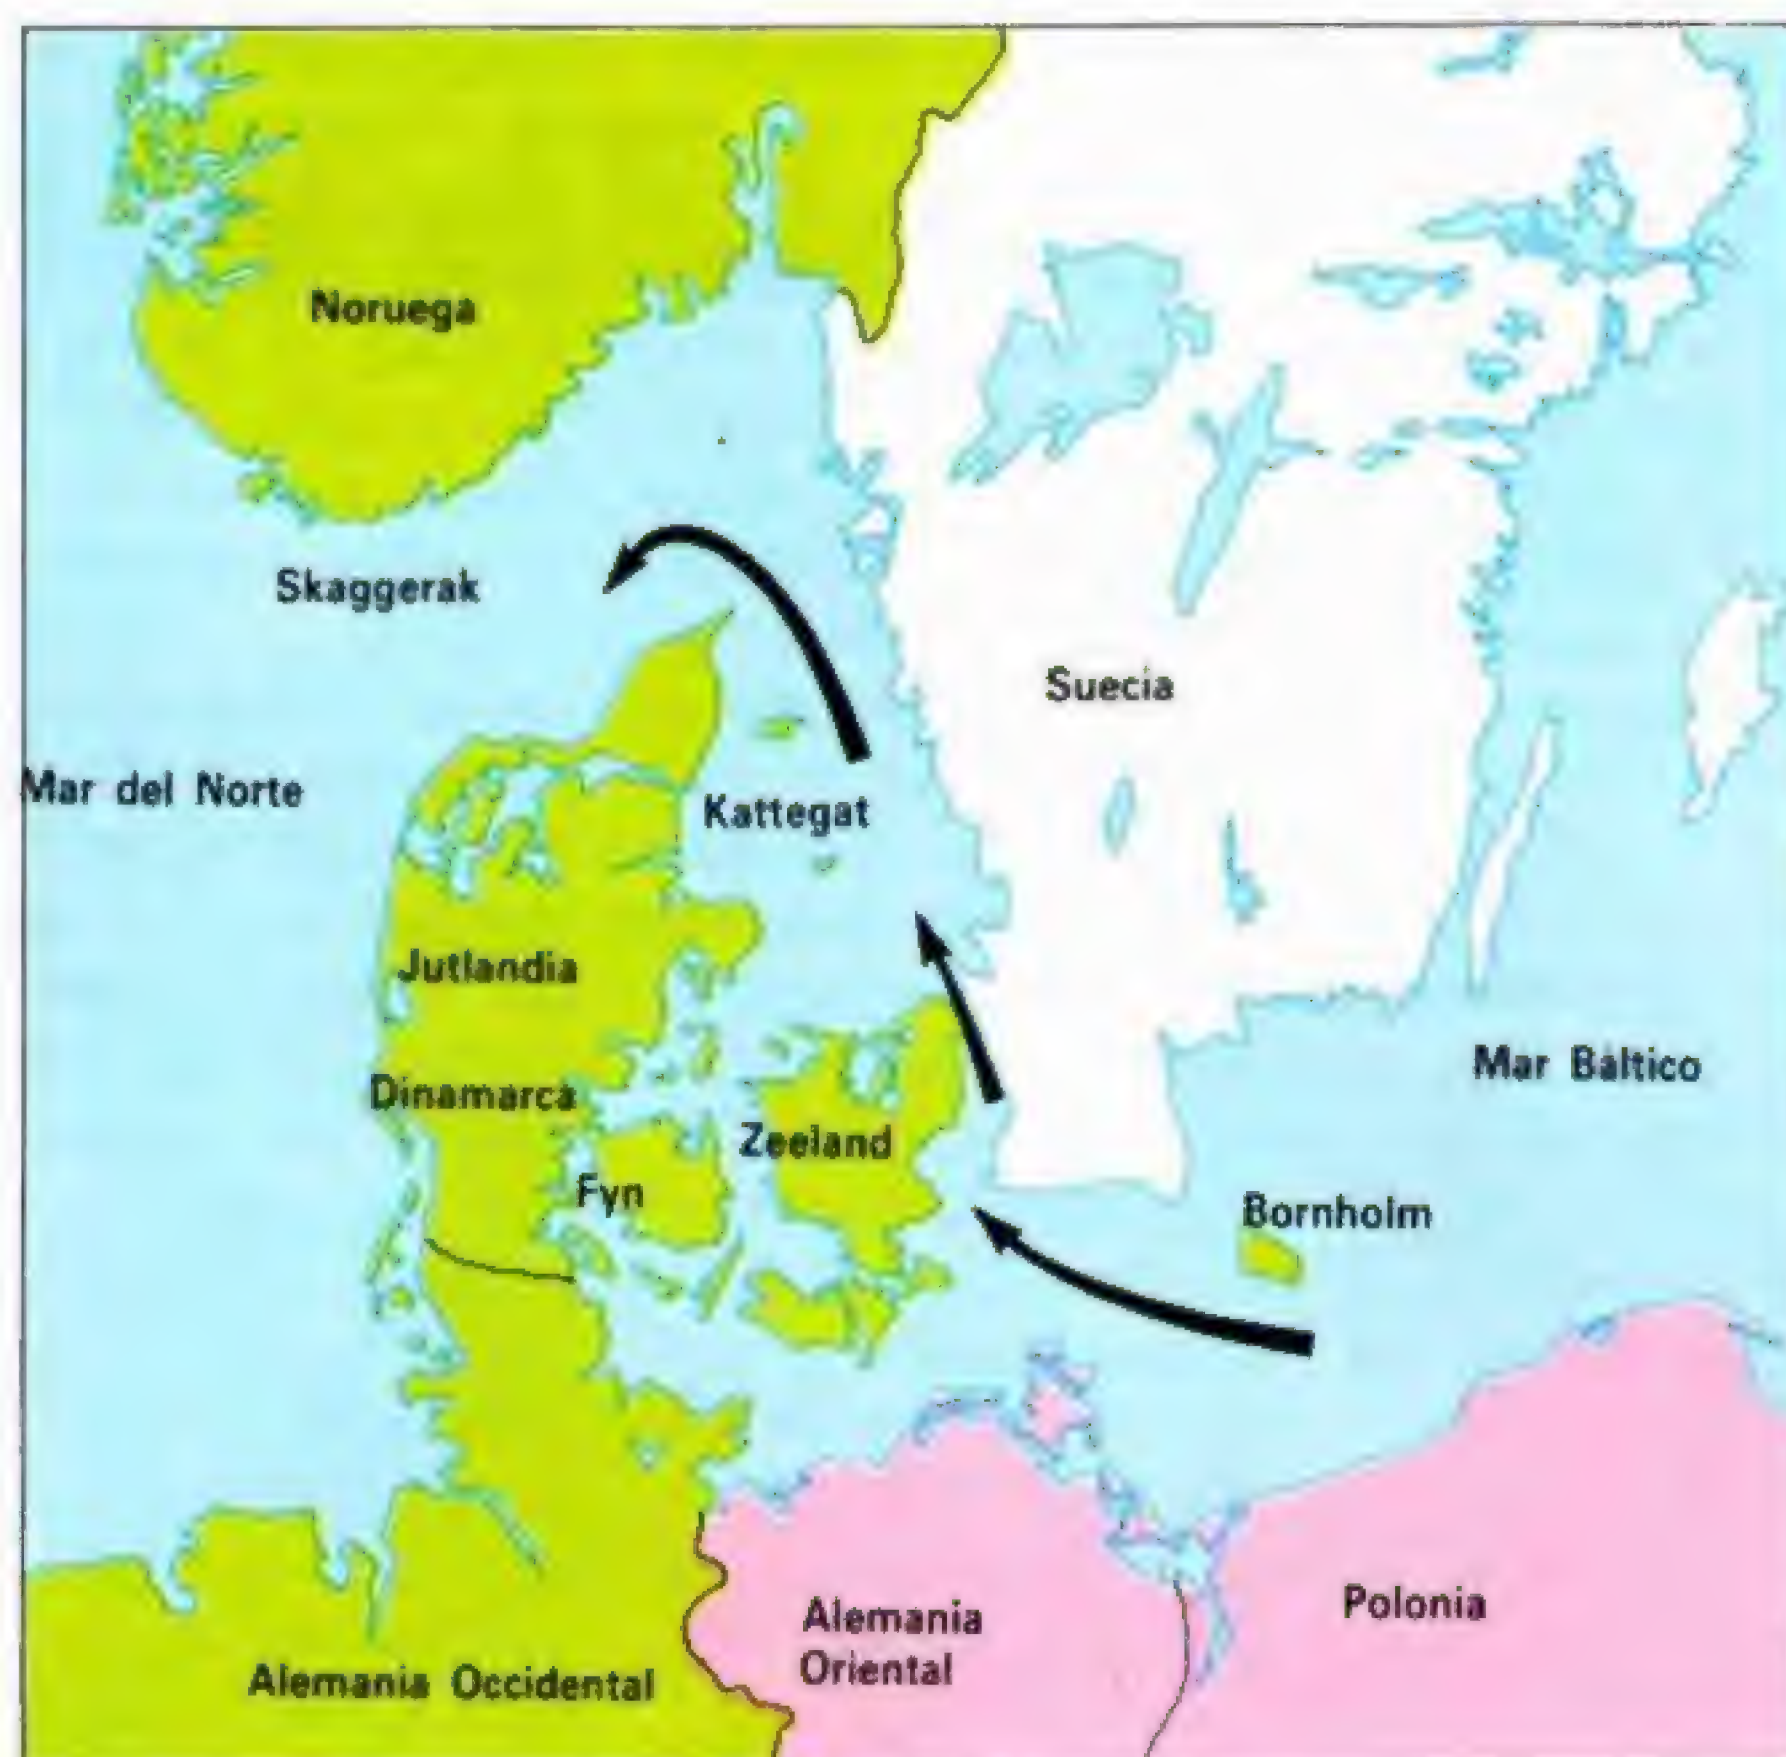 Noruega
Skaggerak
Suecia
Mar del Norte
Kattegat
Jutlandia
Mar Báltico
Dinamarca
Zeeland
Fyn
Bornholm
Polonia
Alemania
Oriental
Alemania Occidental